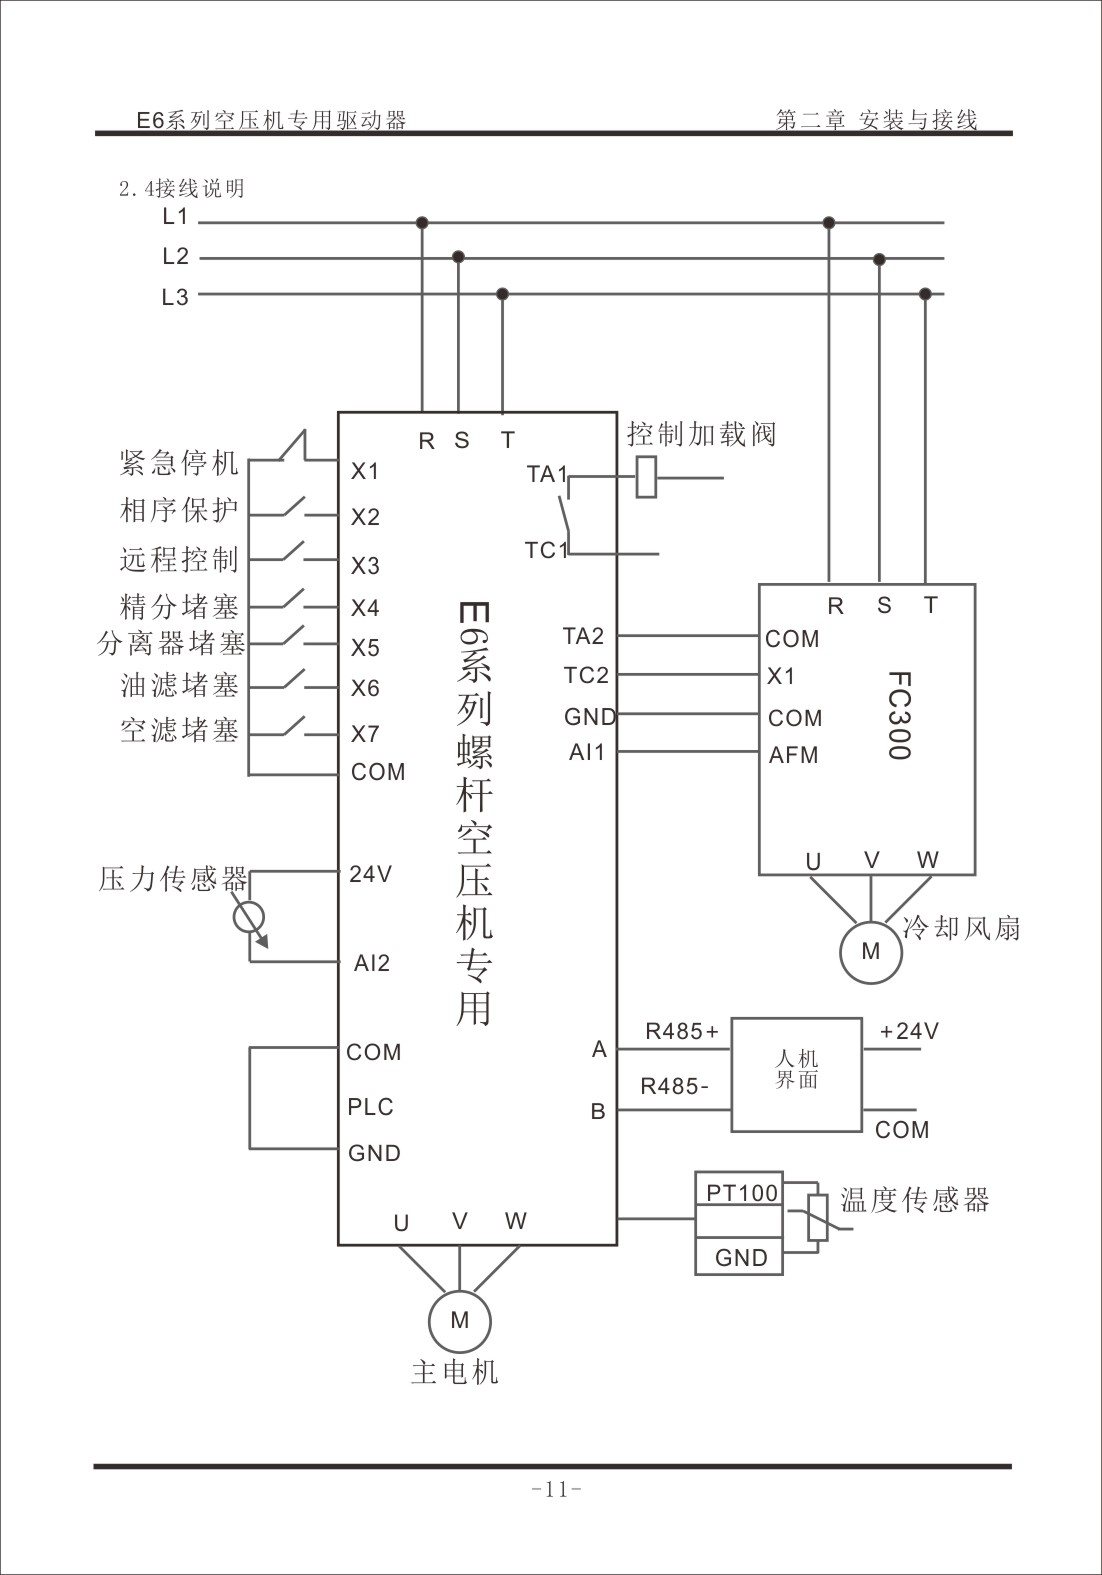 E6系列空压机专用驱动器
第二章 安装与接线
2.4接线说明
L1
L2
L3
R S T
控制加载阀
紧急停机
X1
TA1
相序保护
X2
TC1
远程控制
X3
精分堵塞
X4
分离器堵塞
X5
油滤堵塞
X6
空滤堵塞
X7
COM
E6系列螺杆空压机专用
R S T
TA2
COM
TC2
X1
GND
COM
AI1
AFM
FC300
U V W
M
冷却风扇
压力传感器
24V
AI2
COM
PLC
GND
A
R485+
B
R485-
人机
界面
+24V
COM
PT100
GND
温度传感器
U V W
M
主电机
-11-